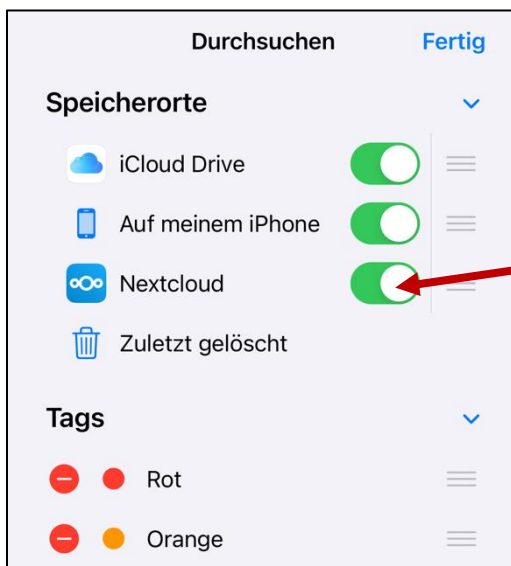 Durchsuchen Fertig
Speicherorte
iCloud Drive
Auf meinem iPhone
Nextcloud
Zuletzt gelöscht
Tags
Rot
Orange